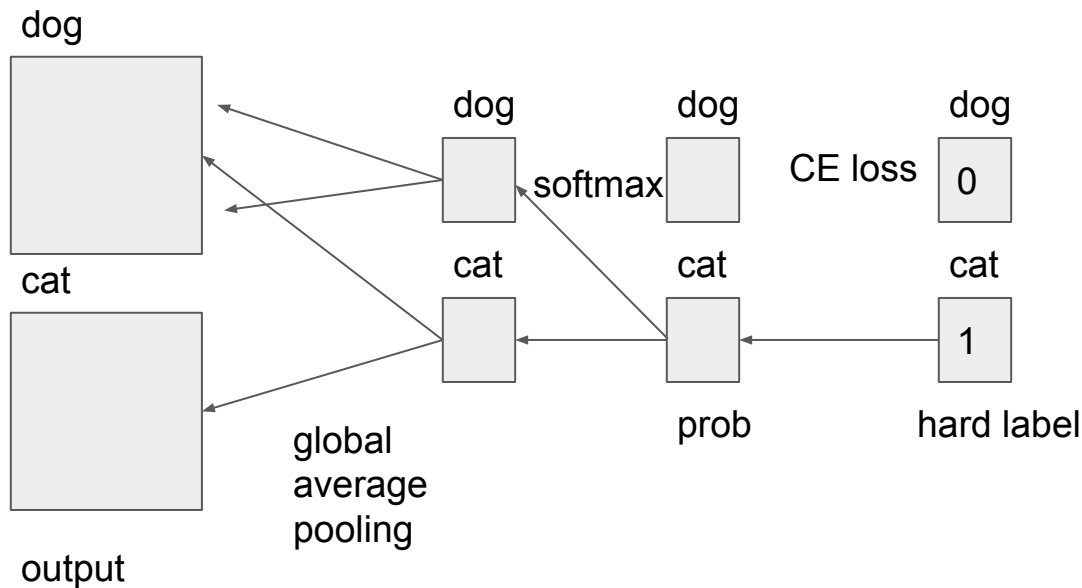 dog
dog
dog
dog
softmax
CE loss
0
cat
cat
cat
cat
1
global
average
pooling
prob
hard label
output